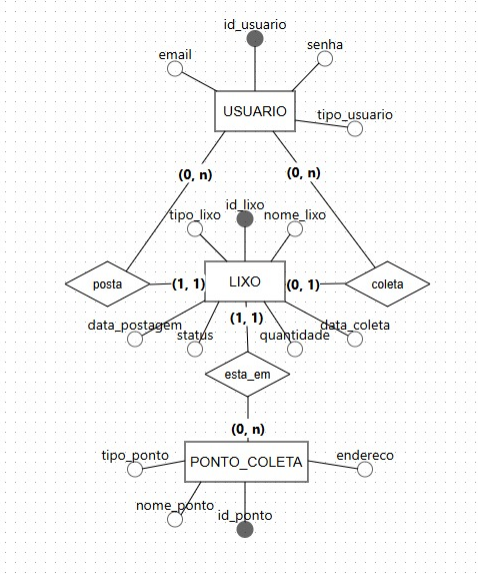 id_usuario
email
senha
USUARIO
tipo_usuario
(0, n)
(0, n)
id_lixo
tipo_lixo
nome_lixo
posta
(1, 1)
LIXO
(0, 1)
coleta
data_postagem
(1, 1)
status
quantidade
data_coleta
esta_em
(0, n)
tipo_ponto
PONTO_COLETA
endereco
nome_ponto
id_ponto